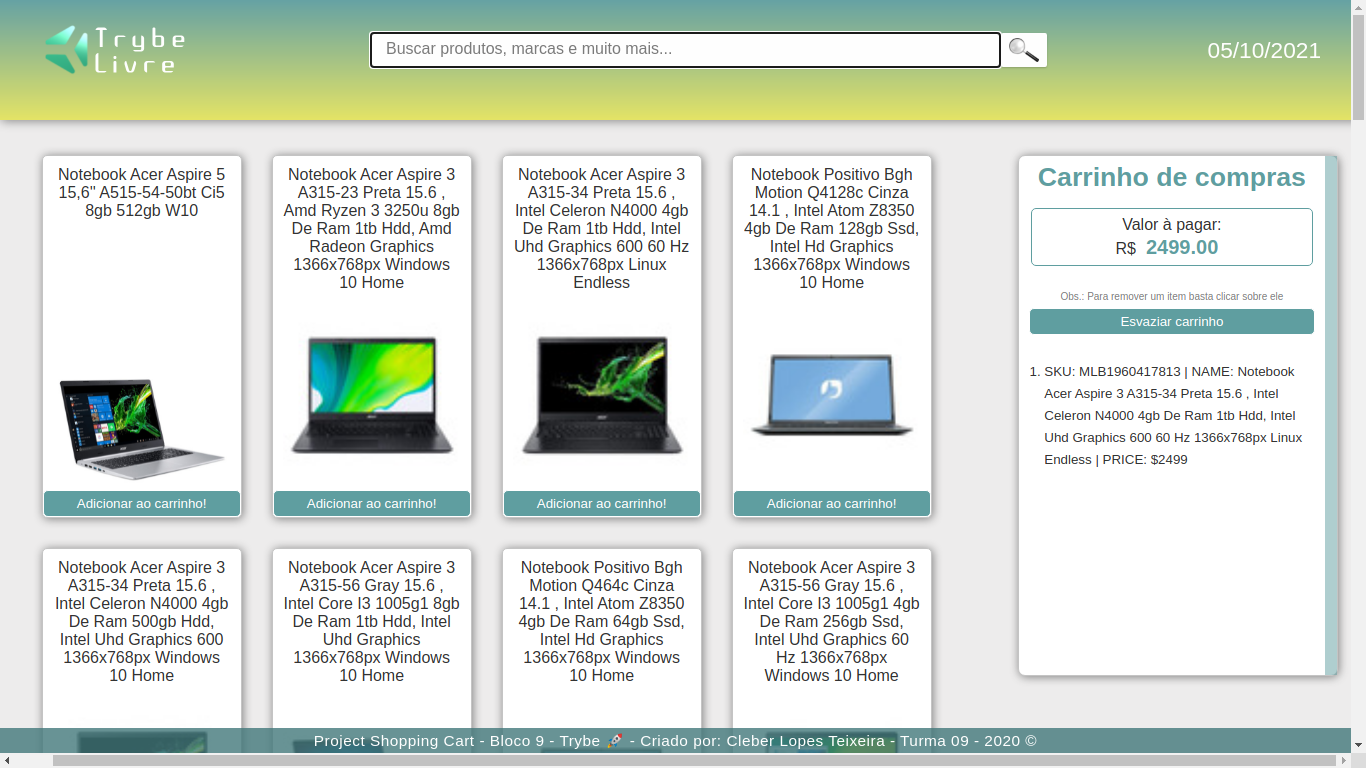 Trybe
Livre
Buscar produtos, marcas e muito mais...
05/10/2021
Notebook Acer Aspire 5
15,6" A515-54-50bt Ci5
8gb 512gb W10
Adicionar ao carrinho!
Notebook Acer Aspire 3
A315-23 Preta 15.6 ,
Amd Ryzen 3 3250u 8gb
De Ram 1tb Hdd, Amd
Radeon Graphics
1366x768px Windows
10 Home
Adicionar ao carrinho!
Notebook Acer Aspire 3
A315-34 Preta 15.6 ,
Intel Celeron N4000 4gb
De Ram 1tb Hdd, Intel
Uhd Graphics 600 60 Hz
1366x768px Linux
Endless
Adicionar ao carrinho!
Notebook Positivo Bgh
Motion Q4128c Cinza
14.1 , Intel Atom Z8350
4gb De Ram 128gb Ssd,
Intel Hd Graphics
1366x768px Windows
10 Home
Adicionar ao carrinho!
Carrinho de compras
Valor à pagar:
R$ 2499.00
Obs.: Para remover um item basta clicar sobre ele
Esvaziar carrinho
1. SKU: MLB1960417813 | NAME: Notebook
Acer Aspire 3 A315-34 Preta 15.6 , Intel
Celeron N4000 4gb De Ram 1tb Hdd, Intel
Uhd Graphics 600 60 Hz 1366x768px Linux
Endless | PRICE: $2499
Notebook Acer Aspire 3
A315-34 Preta 15.6 ,
Intel Celeron N4000 4gb
De Ram 500gb Hdd,
Intel Uhd Graphics 600
1366x768px Windows
10 Home
Notebook Acer Aspire 3
A315-56 Gray 15.6 ,
Intel Core I3 1005g1 8gb
De Ram 1tb Hdd, Intel
Uhd Graphics
1366x768px Windows
10 Home
Notebook Positivo Bgh
Motion Q464c Cinza
14.1 , Intel Atom Z8350
4gb De Ram 64gb Ssd,
Intel Hd Graphics
1366x768px Windows
10 Home
Notebook Acer Aspire 3
A315-56 Gray 15.6 ,
Intel Core I3 1005g1 4gb
De Ram 256gb Ssd,
Intel Uhd Graphics 60
Hz 1366x768px
Windows 10 Home
Project Shopping Cart - Bloco 9 - Trybe 🚀 - Criado por: Cleber Lopes Teixeira - Turma 09 - 2020 ©